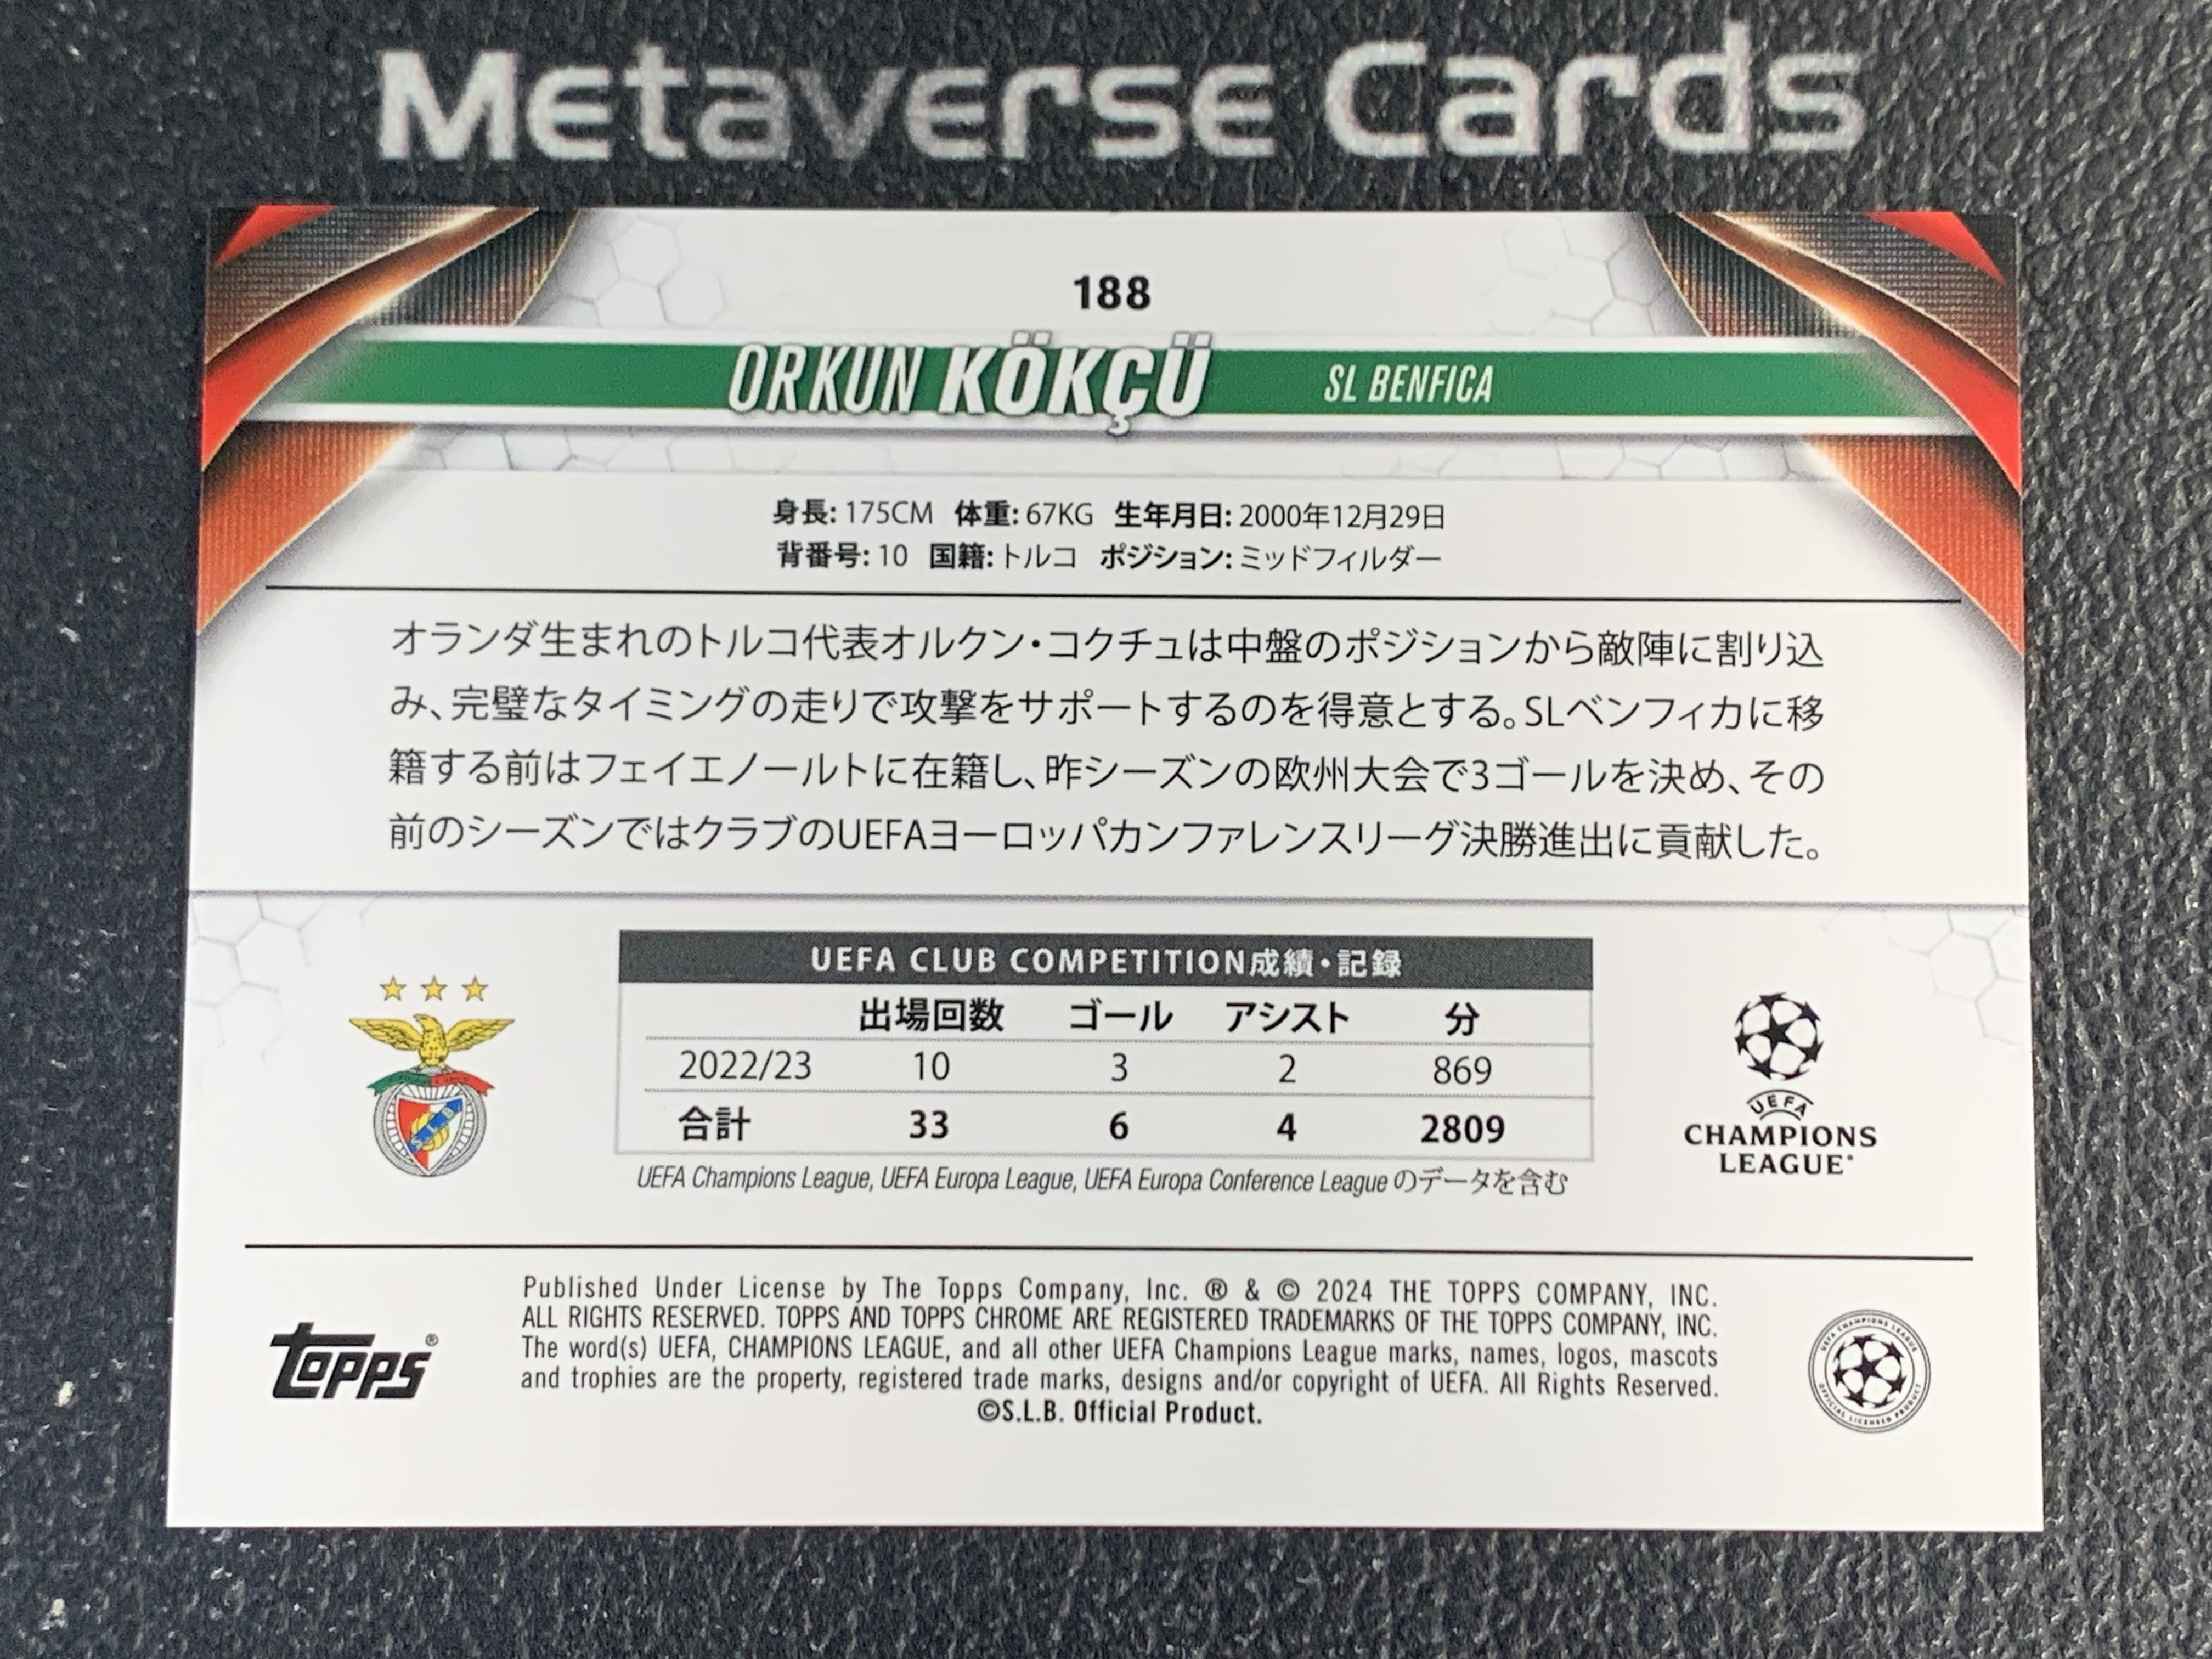 Metaverse Cards
188
ORKUN KÖKÇÜ SL BENFICA
身長: 175CM 体重: 67KG 生年月日: 2000年12月29日
背番号: 10 国籍: トルコ ポジション: ミッドフィルダー
オランダ生まれのトルコ代表オルクン・コクチュは中盤のポジションから敵陣に割り込
み、完璧なタイミングの走りで攻撃をサポートするのを得意とする。SLベンフィカに移
籍する前はフェイエノールトに在籍し、昨シーズンの欧州大会で3ゴールを決め、その
前のシーズンではクラブのUEFAヨーロッパカンファレンスリーグ決勝進出に貢献した。
UEFA CLUB COMPETITION成績・記録
出場回数 ゴール アシスト 分
2022/23 10 3 2 869
合計 33 6 4 2809
UEFA Champions League, UEFA Europa League, UEFA Europa Conference League のデータを含む
UEFA
CHAMPIONS
LEAGUE®
Published Under License by The Topps Company, Inc. ® & © 2024 THE TOPPS COMPANY, INC.
ALL RIGHTS RESERVED. TOPPS AND TOPPS CHROME ARE REGISTERED TRADEMARKS OF THE TOPPS COMPANY, INC.
The word(s) UEFA, CHAMPIONS LEAGUE, and all other UEFA Champions League marks, names, logos, mascots
and trophies are the property, registered trade marks, designs and/or copyright of UEFA. All Rights Reserved.
©S.L.B. Official Product.
Topps®
UEFA CHAMPIONS LEAGUE
OFFICIAL LICENSED PRODUCT